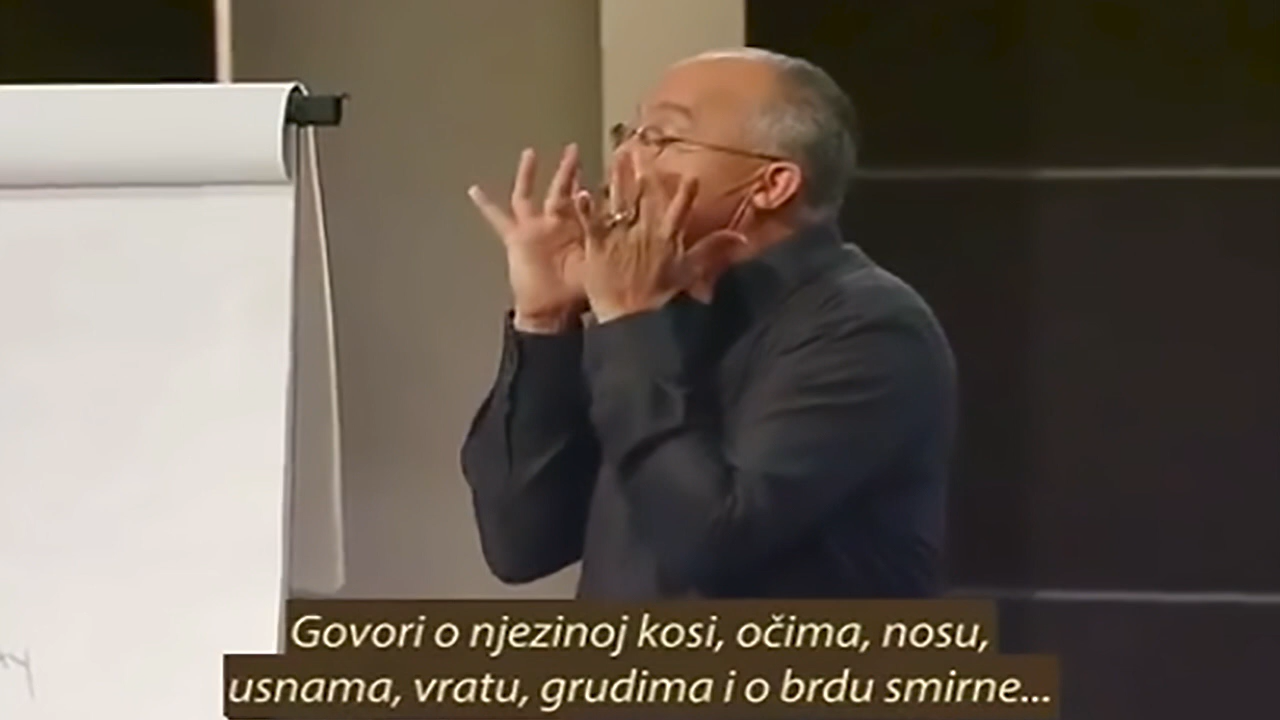 Govori o njezinoj kosi, očima, nosu,
usnama, vratu, grudima i o brdu smirne...